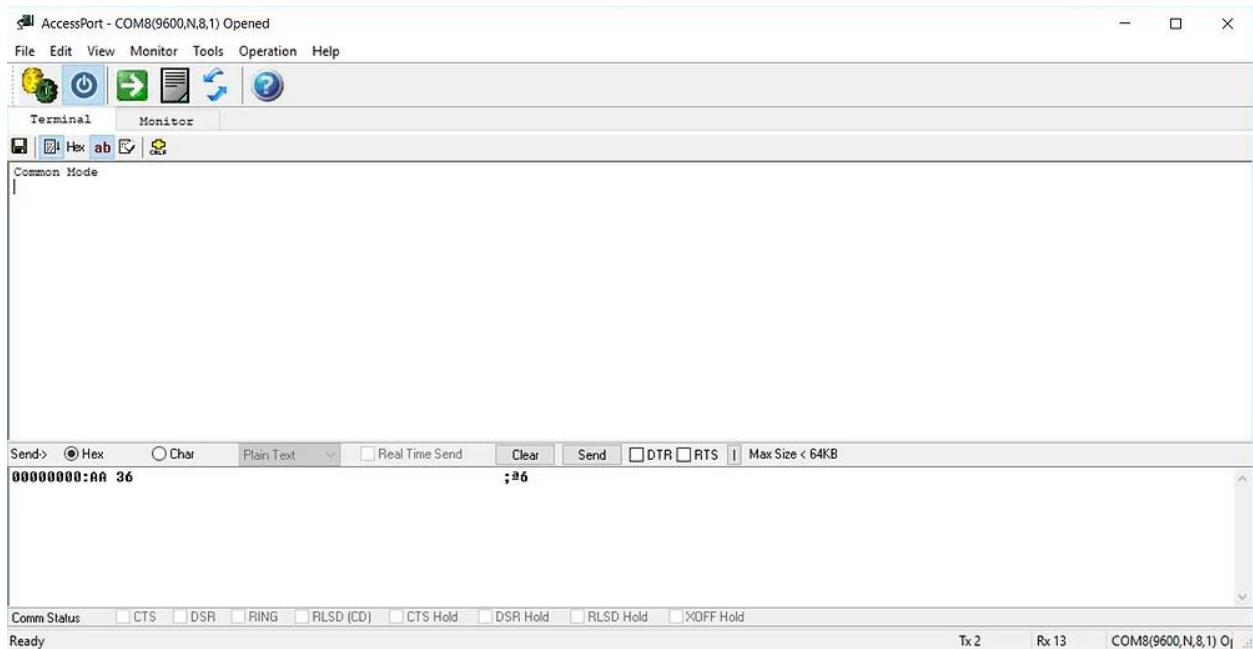 AccessPort - COM8(9600,N,8,1) Opened
File Edit View Monitor Tools Operation Help
Terminal Monitor
Hex ab CRLF
Common Mode
Send-> Hex Char Plain Text Real Time Send Clear Send DTR RTS | Max Size < 64KB
00000000:AA 36 ;ª6
Comm Status CTS DSR RING RLSD (CD) CTS Hold DSR Hold RLSD Hold XOFF Hold
Ready Tx 2 Rx 13 COM8(9600,N,8,1) O